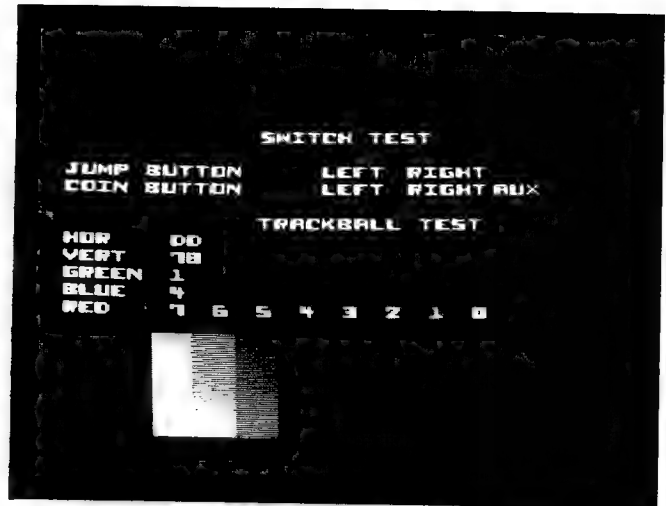 SWITCH TEST
JUMP BUTTON LEFT RIGHT
COIN BUTTON LEFT RIGHT AUX
TRACKBALL TEST
HOR DD
VERT 78
GREEN 1
BLUE 4
RED 7 6 5 4 3 2 1 0